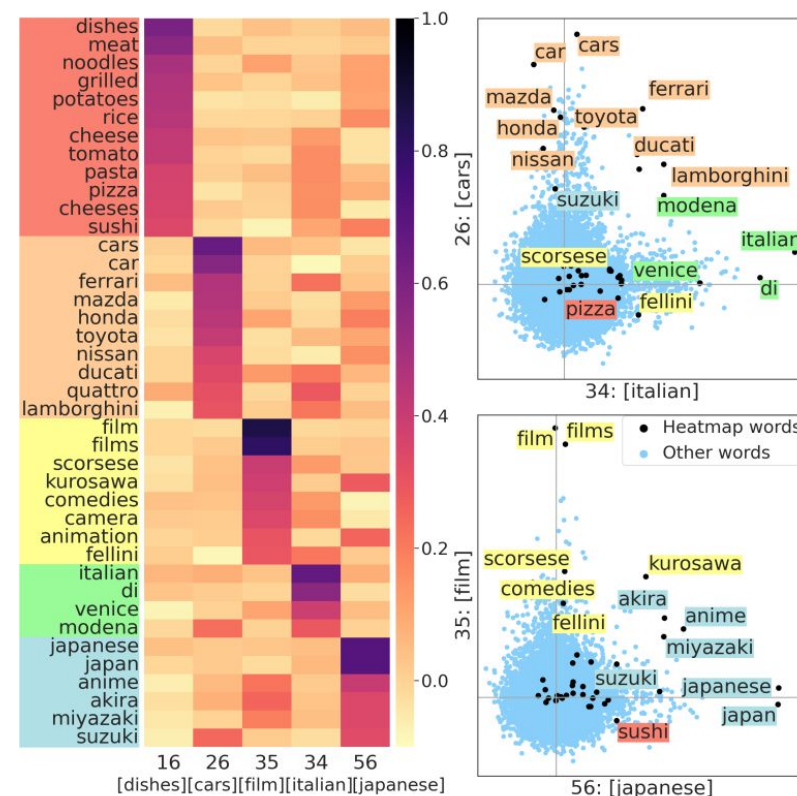 dishes
meat
noodles
grilled
potatoes
rice
cheese
tomato
pasta
pizza
cheeses
sushi
cars
car
ferrari
mazda
honda
toyota
nissan
ducati
quattro
lamborghini
film
films
scorsese
kurosawa
comedies
camera
animation
fellini
italian
di
venice
modena
japanese
japan
anime
akira
miyazaki
suzuki
16 26 35 34 56
[dishes][cars][film][italian][japanese]
1.0
0.8
0.6
0.4
0.2
0.0
26: [cars]
car
cars
mazda
ferrari
honda
toyota
nissan
ducati
lamborghini
suzuki
modena
italian
scorsese
venice
di
pizza
fellini
34: [italian]
35: [film]
film
films
Heatmap words
Other words
scorsese
kurosawa
comedies
akira
fellini
anime
miyazaki
suzuki
japanese
japan
sushi
56: [japanese]